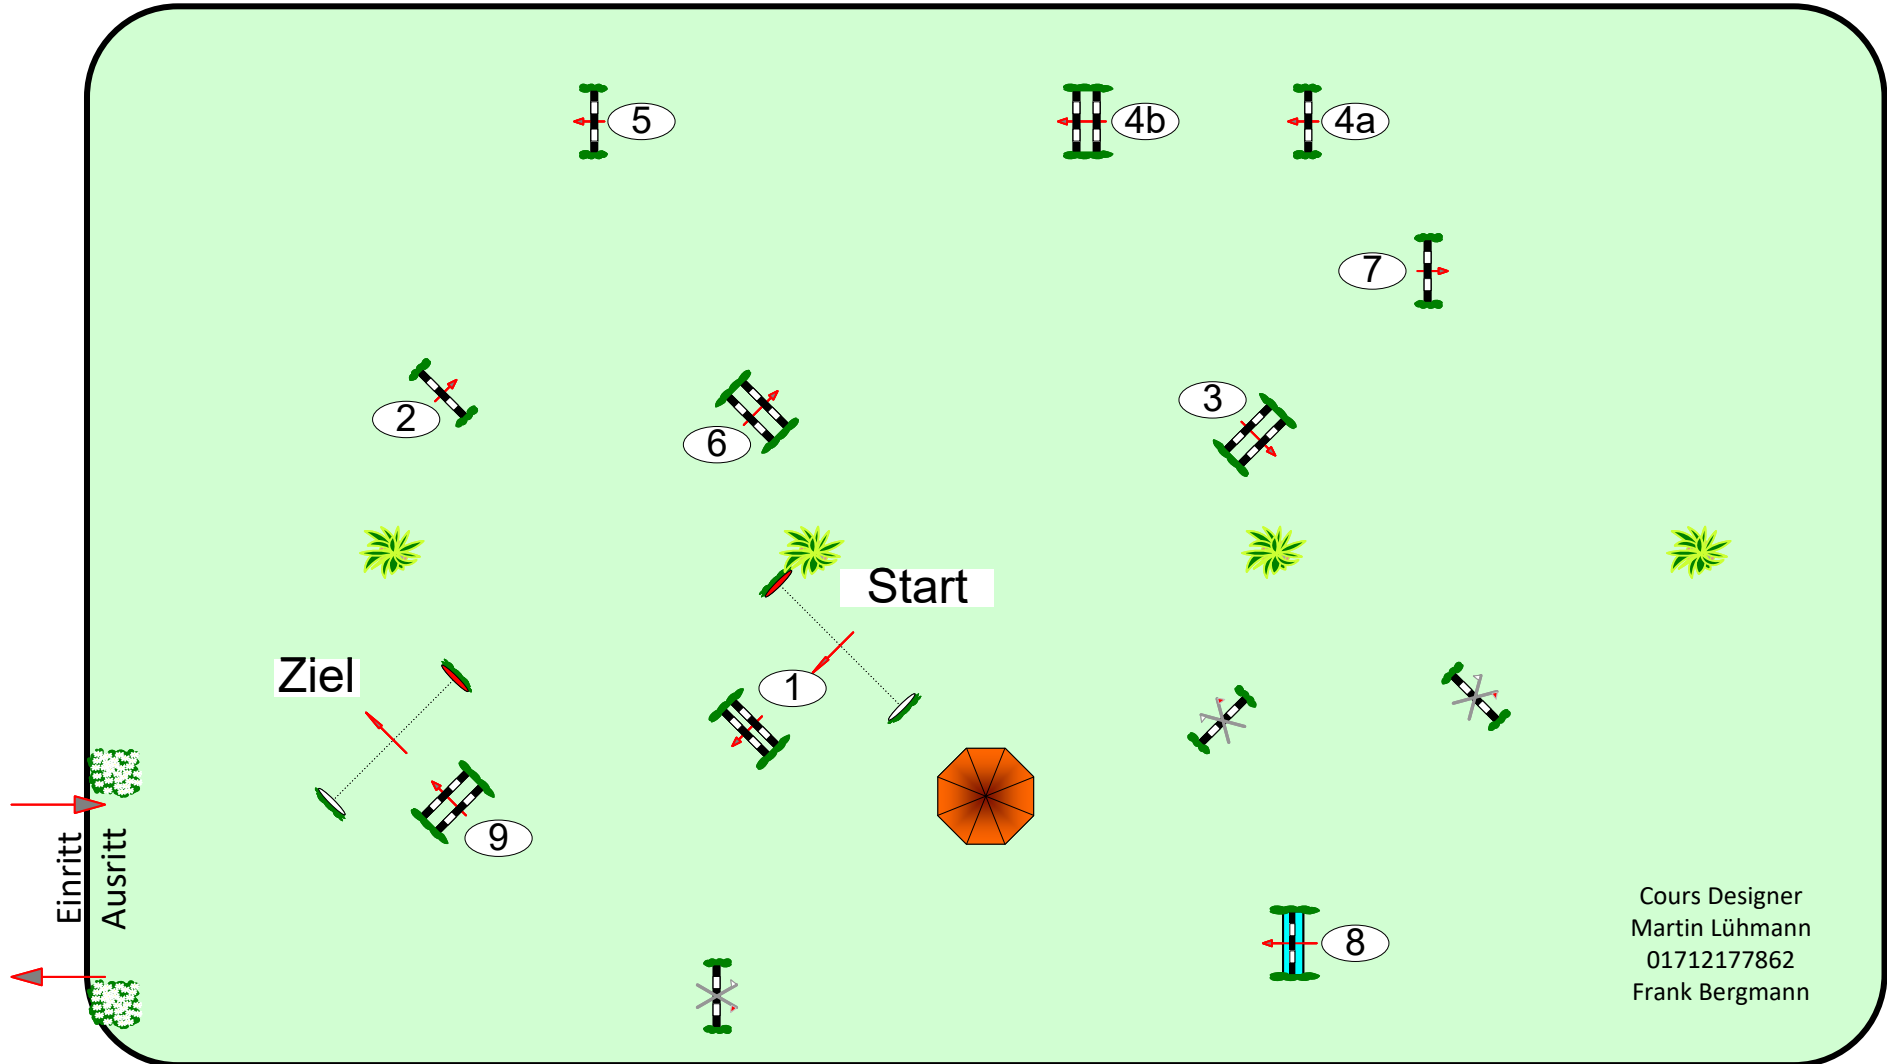 5
4b
4a
7
3
2
6
Start
Ziel
1
9
Einritt
Ausritt
8
Cours Designer
Martin Lühmann
01712177862
Frank Bergmann